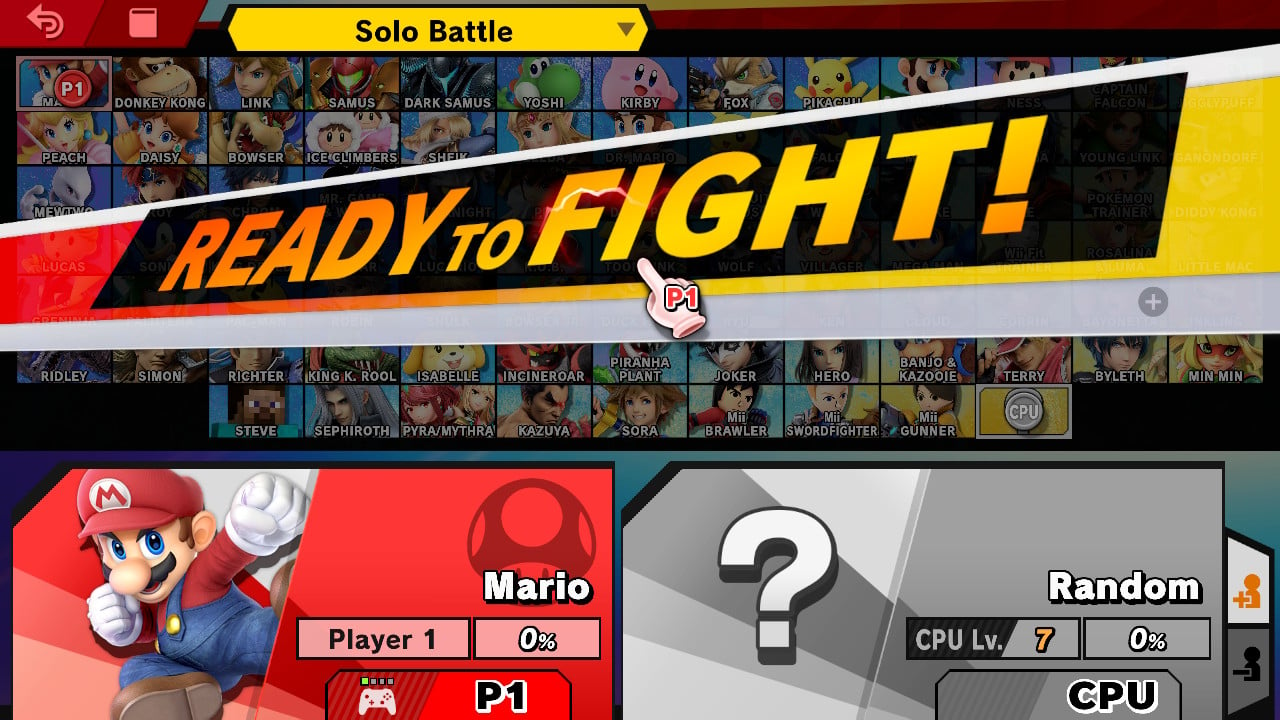 Solo Battle
P1
DONKEY KONG
LINK
SAMUS
DARK SAMUS
YOSHI
KIRBY
FOX
PIKACHU
NESS
CAPTAIN
FALCON
JIGGLYPUFF
PEACH
DAISY
BOWSER
ICE CLIMBERS
SHEIK
DR. MARIO
YOUNG LINK
GANONDORF
MEWTWO
POKÉMON
TRAINER
DIDDY KONG
READY TO FIGHT!
LUCAS
WOLF
VILLAGER
Wii Fit
TRAINER
ROSALINA
& LUMA
LITTLE MAC
P1
RIDLEY
SIMON
RICHTER
KING K. ROOL
ISABELLE
INCINEROAR
PIRANHA
PLANT
JOKER
HERO
BANJO &
KAZOOIE
TERRY
BYLETH
MIN MIN
STEVE
SEPHIROTH
PYRA/MYTHRA
KAZUYA
SORA
Mii
BRAWLER
Mii
SWORDFIGHTER
Mii
GUNNER
CPU
M
Mario
Player 1
0%
P1
Random
CPU Lv. 7
0%
CPU